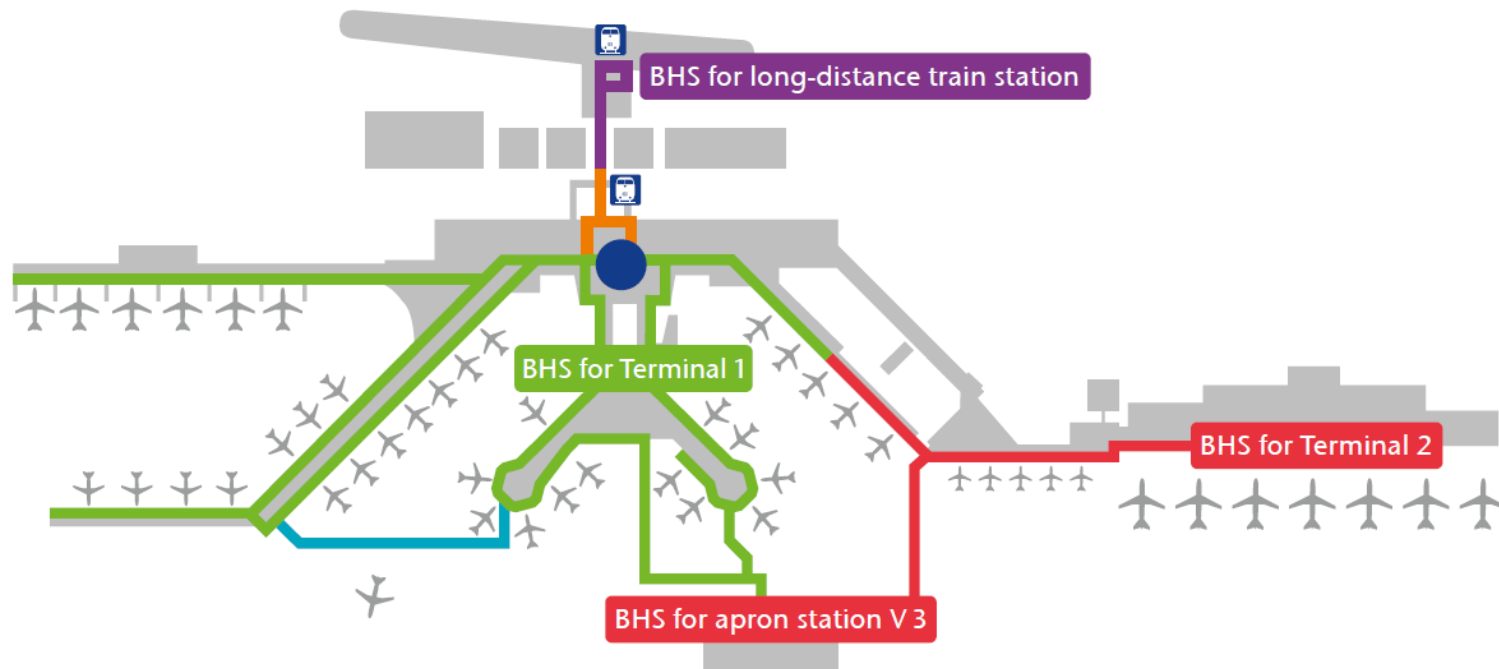 BHS for long-distance train station
BHS for Terminal 1
BHS for Terminal 2
BHS for apron station V 3